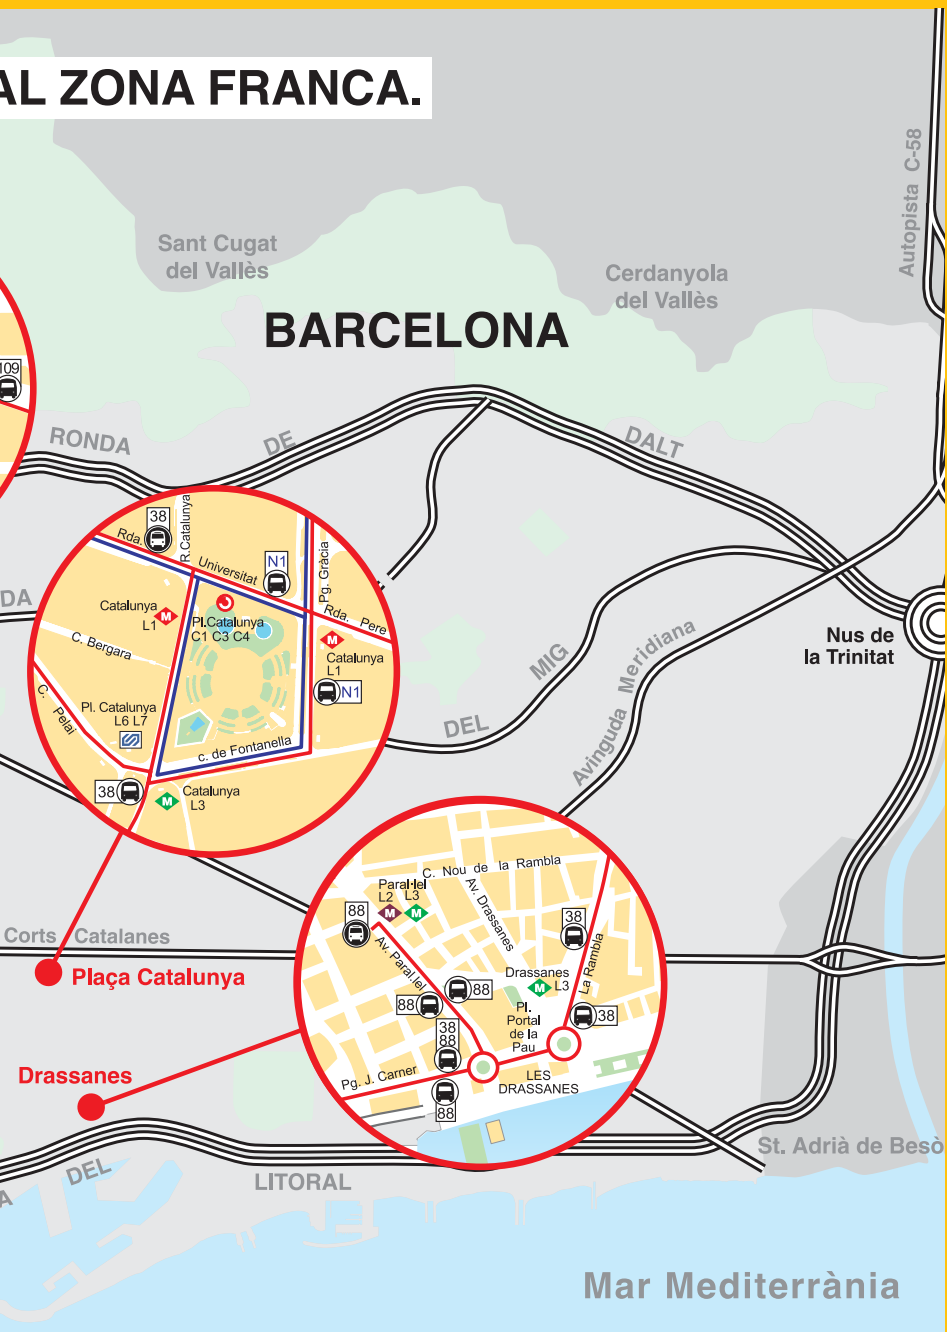 AL ZONA FRANCA.
Autopista C-58
Sant Cugat
del Vallès
Cerdanyola
del Vallès
BARCELONA
109
RONDA
DE
DALT
38
R.Catalunya
Rda.
Universitat
N1
Pg. Gràcia
Rda. Pere
DA
Catalunya
L1
Pl.Catalunya
C1 C3 C4
C. Bergara
Catalunya
L1
N1
C. Pelai
Pl. Catalunya
L6 L7
c. de Fontanella
38
Catalunya
L3
Nus de
la Trinitat
MIG
DEL
Avinguda Meridiana
C. Nou de la Rambla
Paral·lel
L2 L3
Av. Drassanes
88
38
Av. Paral.lel
La Rambla
Drassanes
L3
88
88
38
Pl.
Portal
de la
Pau
38
88
Pg. J. Carner
LES
DRASSANES
88
Corts Catalanes
Plaça Catalunya
Drassanes
St. Adrià de Besò
A
DEL
LITORAL
Mar Mediterrània
M
M
M
M
M
M